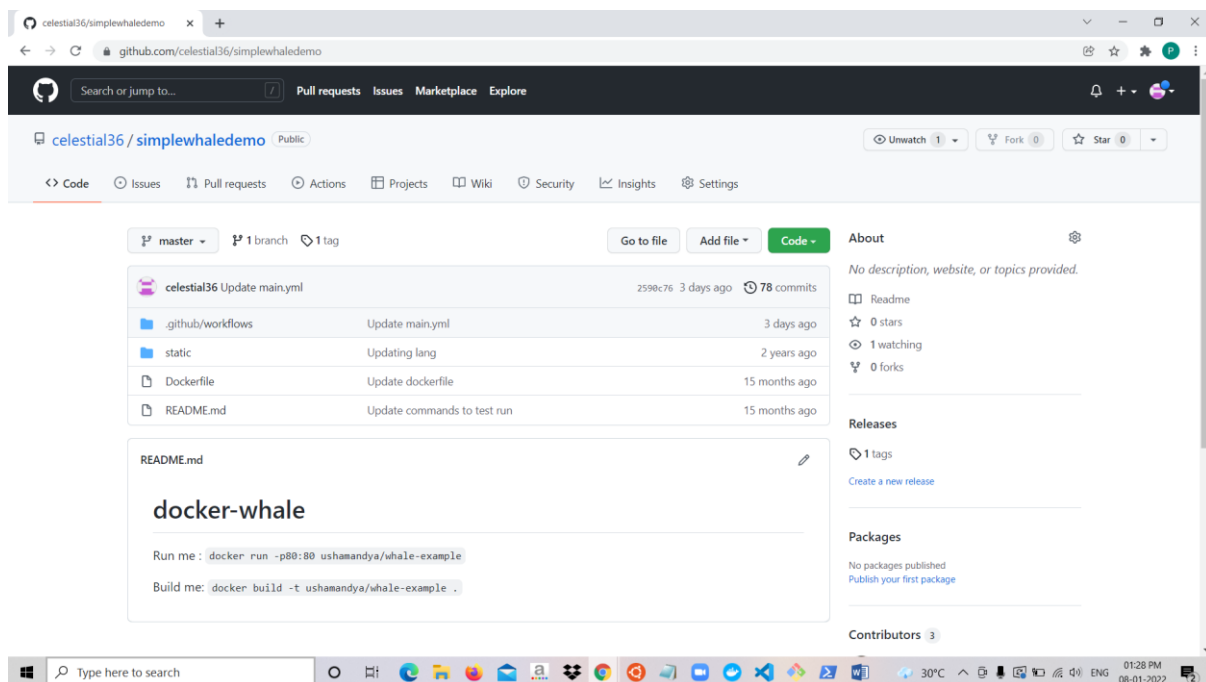 celestial36/simplewhaledemo
github.com/celestial36/simplewhaledemo
P
Search or jump to... /
Pull requests Issues Marketplace Explore
celestial36 / simplewhaledemo Public
Unwatch 1 Fork 0 Star 0
Code Issues Pull requests Actions Projects Wiki Security Insights Settings
master 1 branch 1 tag
Go to file Add file Code
celestial36 Update main.yml 2590c76 3 days ago 78 commits
.github/workflows Update main.yml 3 days ago
static Updating lang 2 years ago
Dockerfile Update dockerfile 15 months ago
README.md Update commands to test run 15 months ago
README.md
docker-whale
Run me : docker run -p80:80 ushamandya/whale-example
Build me: docker build -t ushamandya/whale-example .
About
No description, website, or topics provided.
Readme
0 stars
1 watching
0 forks
Releases
1 tags
Create a new release
Packages
No packages published
Publish your first package
Contributors 3
Type here to search
30°C ENG 01:28 PM
08-01-2022
2